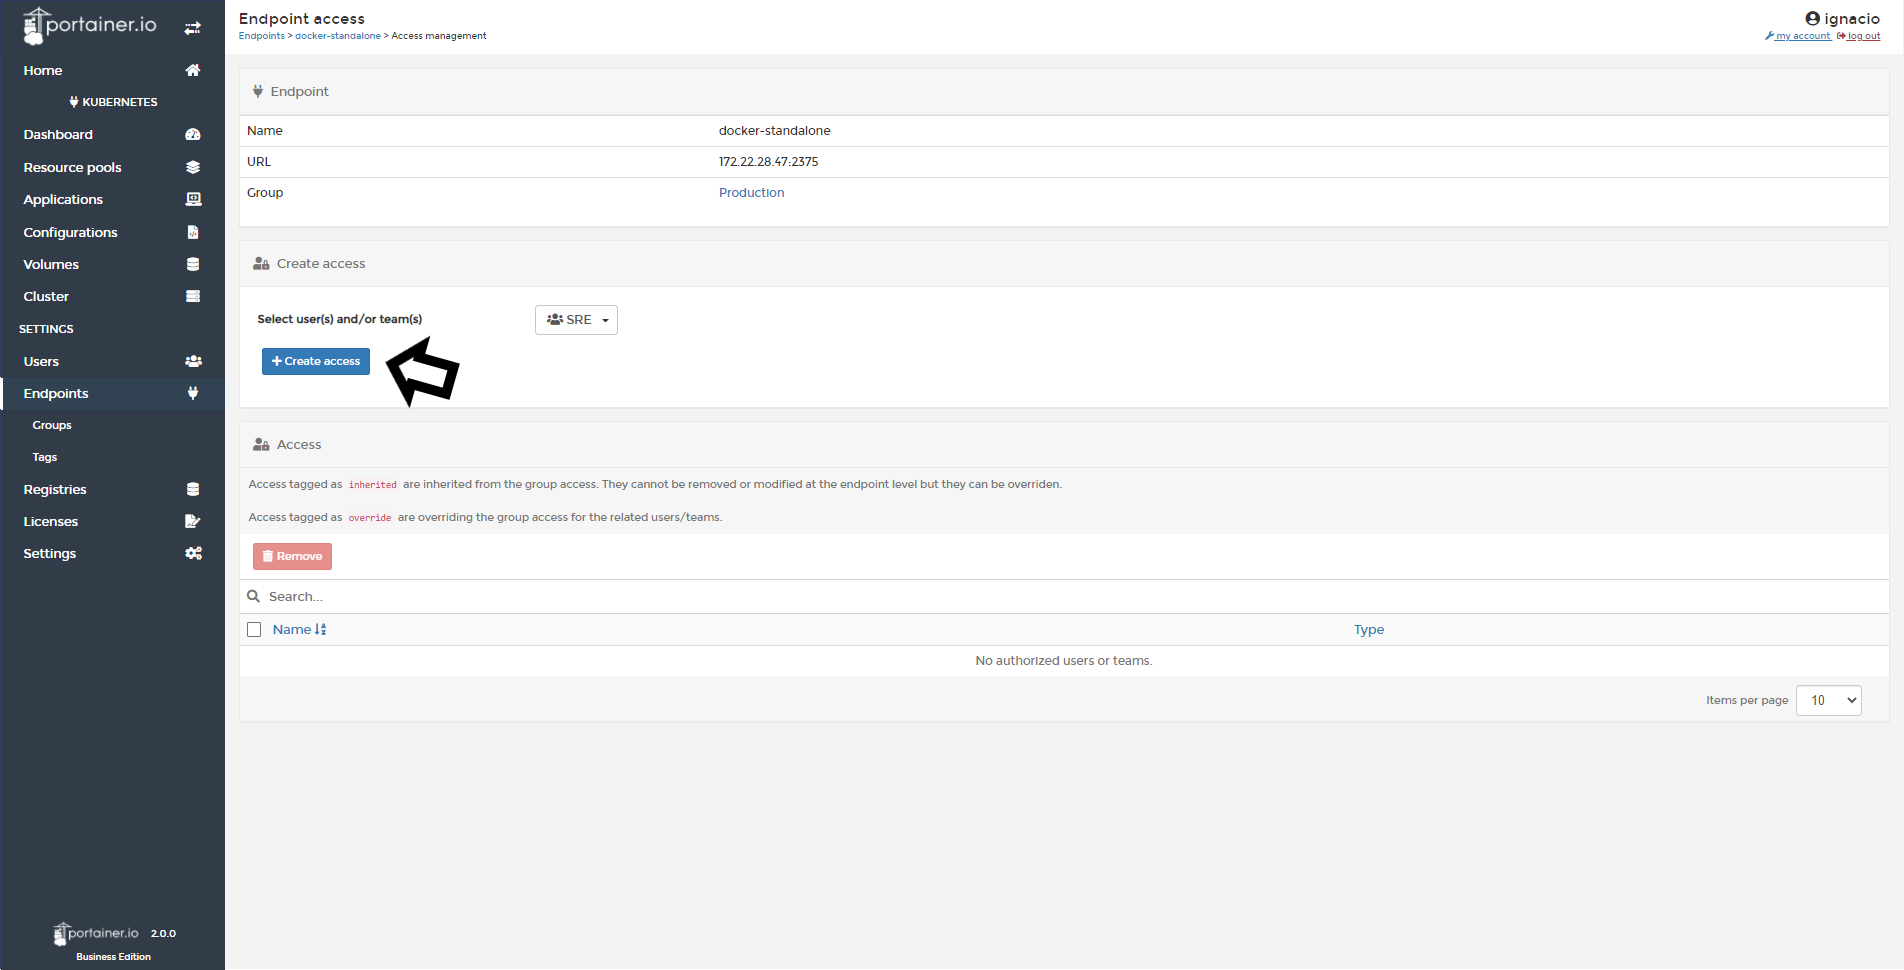 portainer.io
Home
KUBERNETES
Dashboard
Resource pools
Applications
Configurations
Volumes
Cluster
SETTINGS
Users
Endpoints
Groups
Tags
Registries
Licenses
Settings
portainer.io 2.0.0
Business Edition
Endpoint access
Endpoints > docker-standalone > Access management
ignacio
my account log out
Endpoint
Name docker-standalone
URL 172.22.28.47:2375
Group Production
Create access
Select user(s) and/or team(s) SRE
Create access
Access
Access tagged as inherited are inherited from the group access. They cannot be removed or modified at the endpoint level but they can be overriden.
Access tagged as override are overriding the group access for the related users/teams.
Remove
Search...
Name Type
No authorized users or teams.
Items per page 10